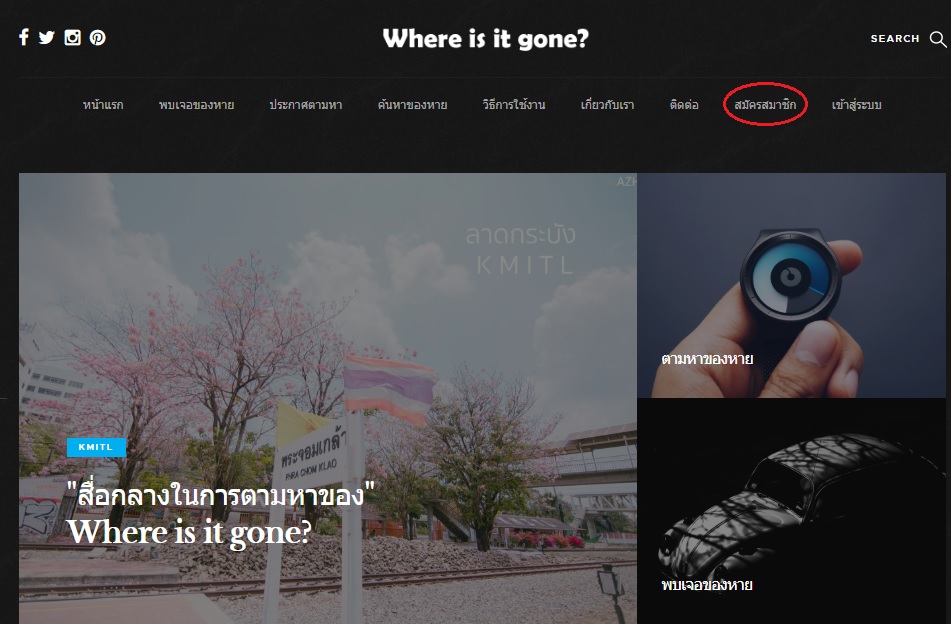 Where is it gone?
SEARCH
หน้าแรก พบเจอของหาย ประกาศตามหา ค้นหาของหาย วิธีการใช้งาน เกี่ยวกับเรา ติดต่อ สมัครสมาชิก เข้าสู่ระบบ
ลาดกระบัง
KMITL
พระจอมเกล้า
PHRA CHOM KLAO
KMITL
"สื่อกลางในการตามหาของ"
Where is it gone?
ตามหาของหาย
พบเจอของหาย